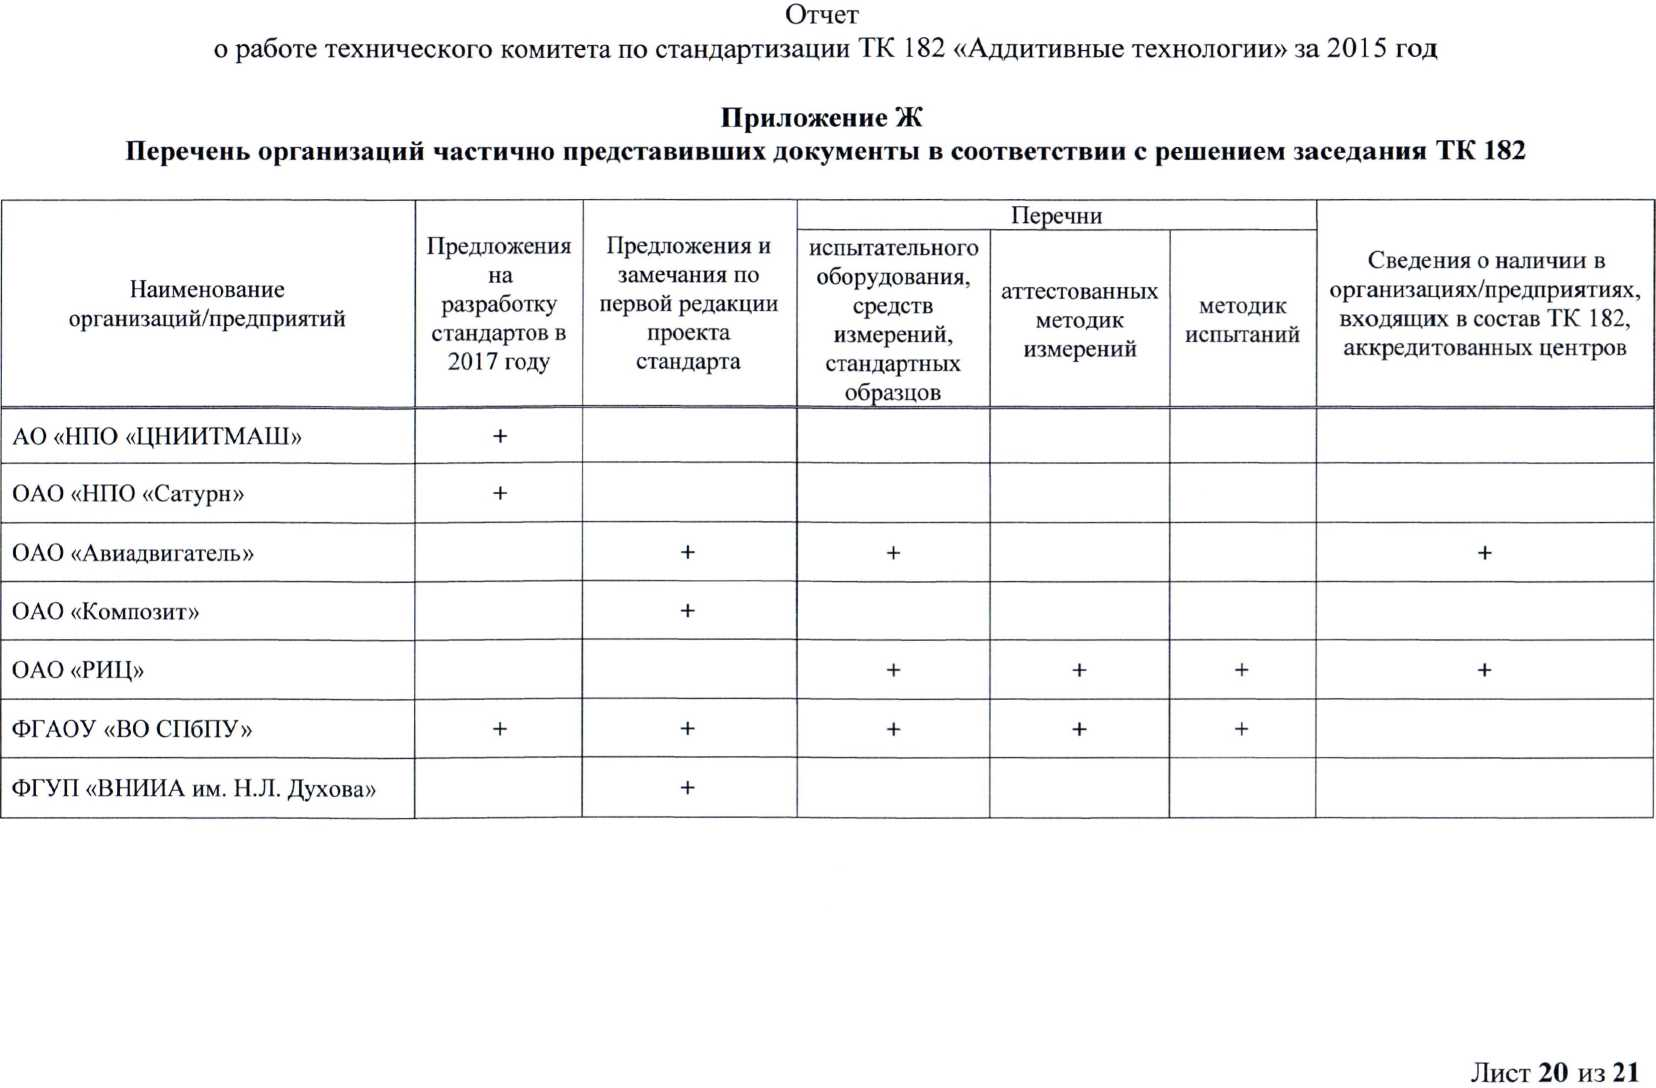 Отчет
о работе технического комитета по стандартизации ТК 182 «Аддитивные технологии» за 2015 год
Приложение Ж
Перечень организаций частично представивших документы в соответствии с решением заседания ТК 182
Наименование
организаций/предприятий
Предложения
на
разработку
стандартов в
2017 году
Предложения и
замечания по
первой редакции
проекта
стандарта
Перечни
испытательного
оборудования,
средств
измерений,
стандартных
образцов
аттестованных
методик
измерений
методик
испытаний
Сведения о наличии в
организациях/предприятиях,
входящих в состав ТК 182,
аккредитованных центров
АО «НПО «ЦНИИТМАШ» +
ОАО «НПО «Сатурн» +
ОАО «Авиадвигатель» + + +
ОАО «Композит» +
ОАО «РИЦ» + + + +
ФГАОУ «ВО СПбПУ» + + + + +
ФГУП «ВНИИА им. Н.Л. Духова» +
Лист 20 из 21